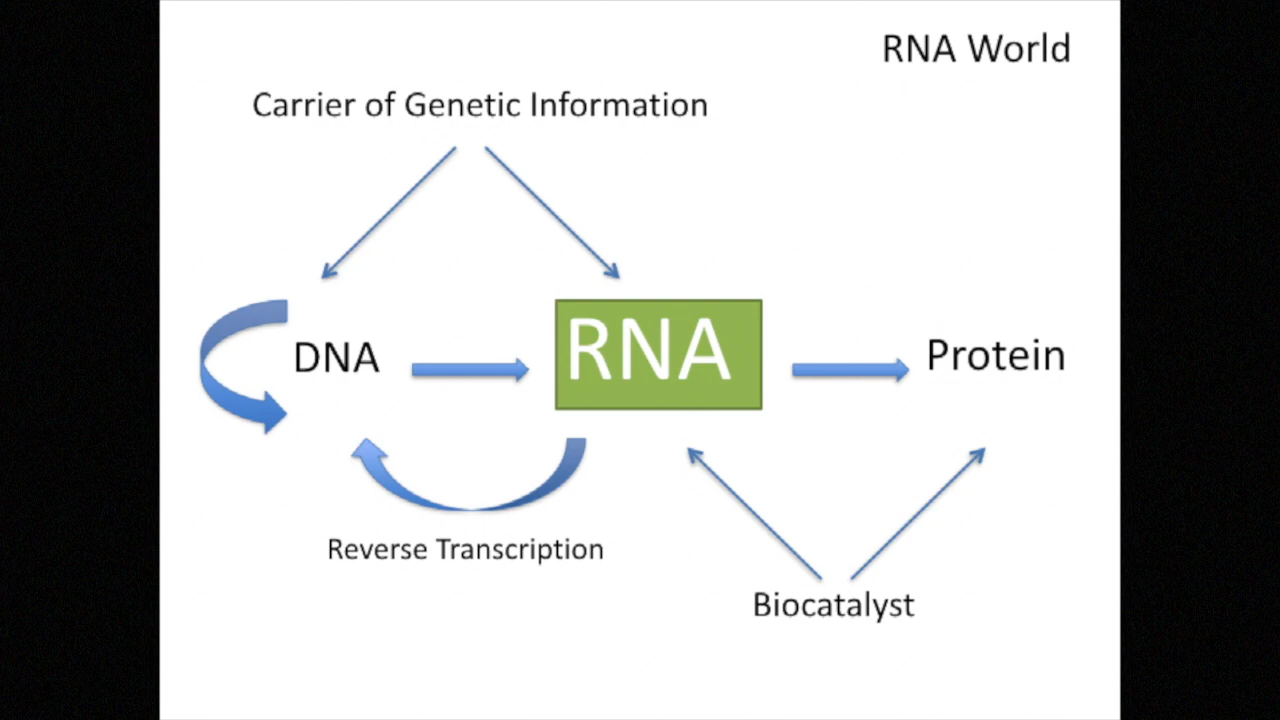 RNA World
Carrier of Genetic Information
DNA
RNA
Protein
Reverse Transcription
Biocatalyst